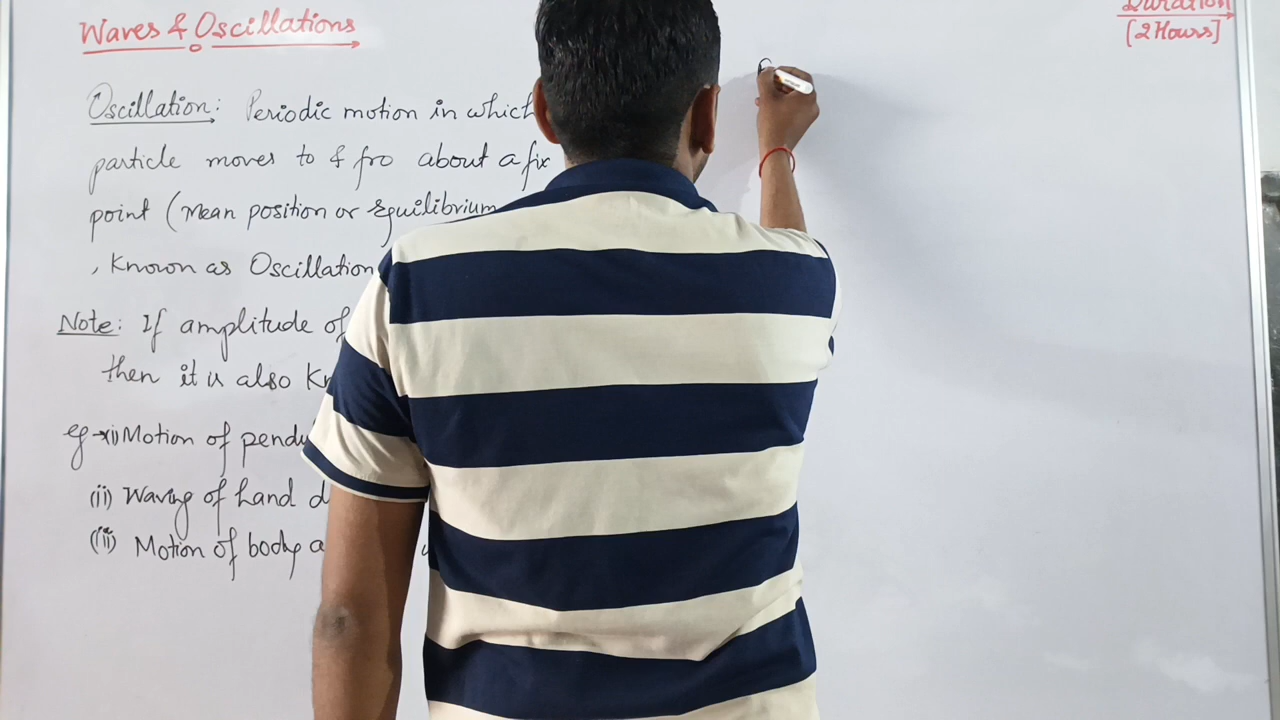 Waves & Oscillations
Duration
[2 Hours]
Oscillation: Periodic motion in which
particle moves to & fro about a fix
point (Mean position or equilibrium
, Known as Oscillation
Note: If amplitude of
then it is also Kn
eg → (i) Motion of pendu
(ii) Waving of hand d
(iii) Motion of body a